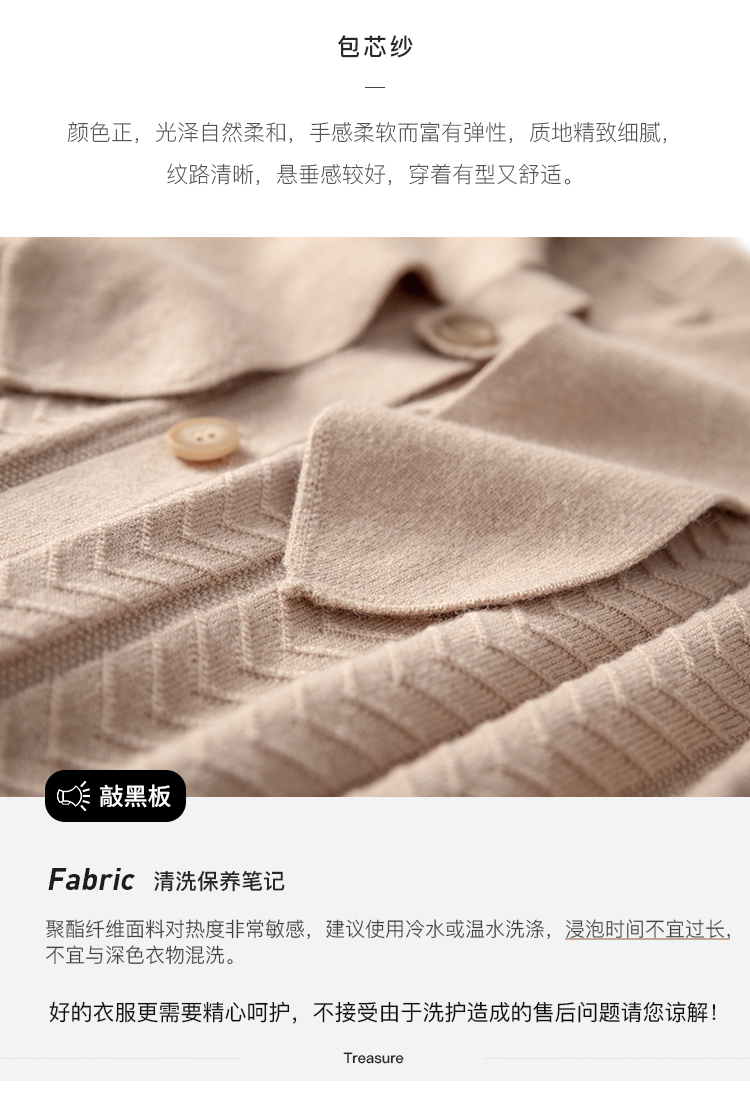 包芯纱
颜色正，光泽自然柔和，手感柔软而富有弹性，质地精致细腻，
纹路清晰，悬垂感较好，穿着有型又舒适。
敲黑板
Fabric 清洗保养笔记
聚酯纤维面料对热度非常敏感，建议使用冷水或温水洗涤，浸泡时间不宜过长，
不宜与深色衣物混洗。
好的衣服更需要精心呵护，不接受由于洗护造成的售后问题请您谅解！
Treasure